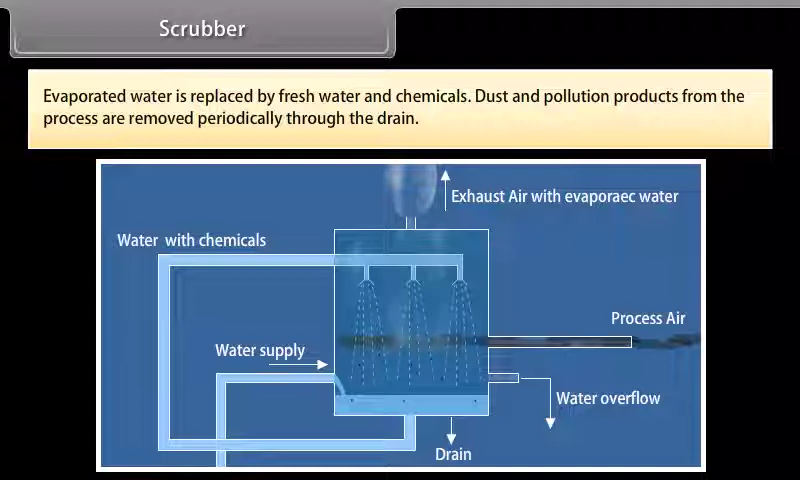 Scrubber
Evaporated water is replaced by fresh water and chemicals. Dust and pollution products from the
process are removed periodically through the drain.
Exhaust Air with evaporaec water
Water with chemicals
Process Air
Water supply
Water overflow
Drain